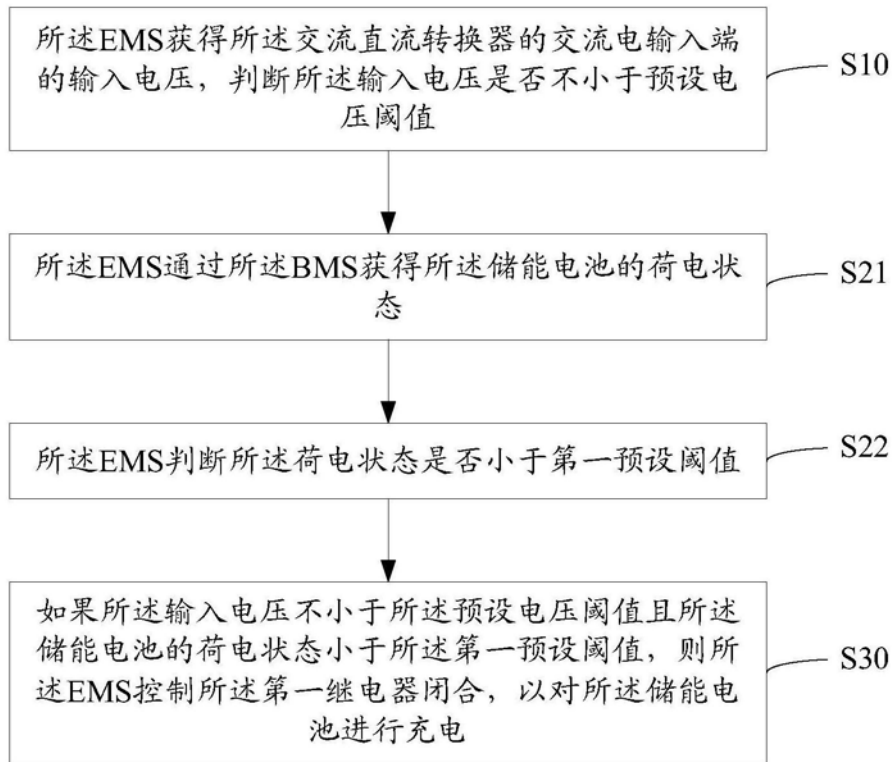 所述EMS获得所述交流直流转换器的交流电输入端
的输入电压，判断所述输入电压是否不小于预设电
压阈值
S10
所述EMS通过所述BMS获得所述储能电池的荷电状
态
S21
所述EMS判断所述荷电状态是否小于第一预设阈值
S22
如果所述输入电压不小于所述预设电压阈值且所述
储能电池的荷电状态小于所述第一预设阈值，则所
述EMS控制所述第一继电器闭合，以对所述储能电
池进行充电
S30